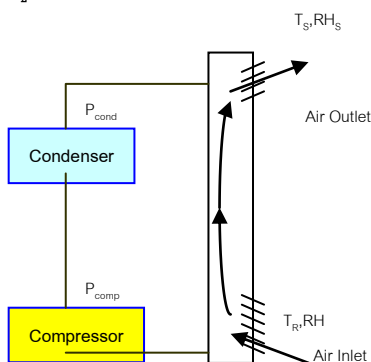 T_S,RH_S
Air Outlet
P_cond
Condenser
P_comp
Compressor
T_R,RH
Air Inlet